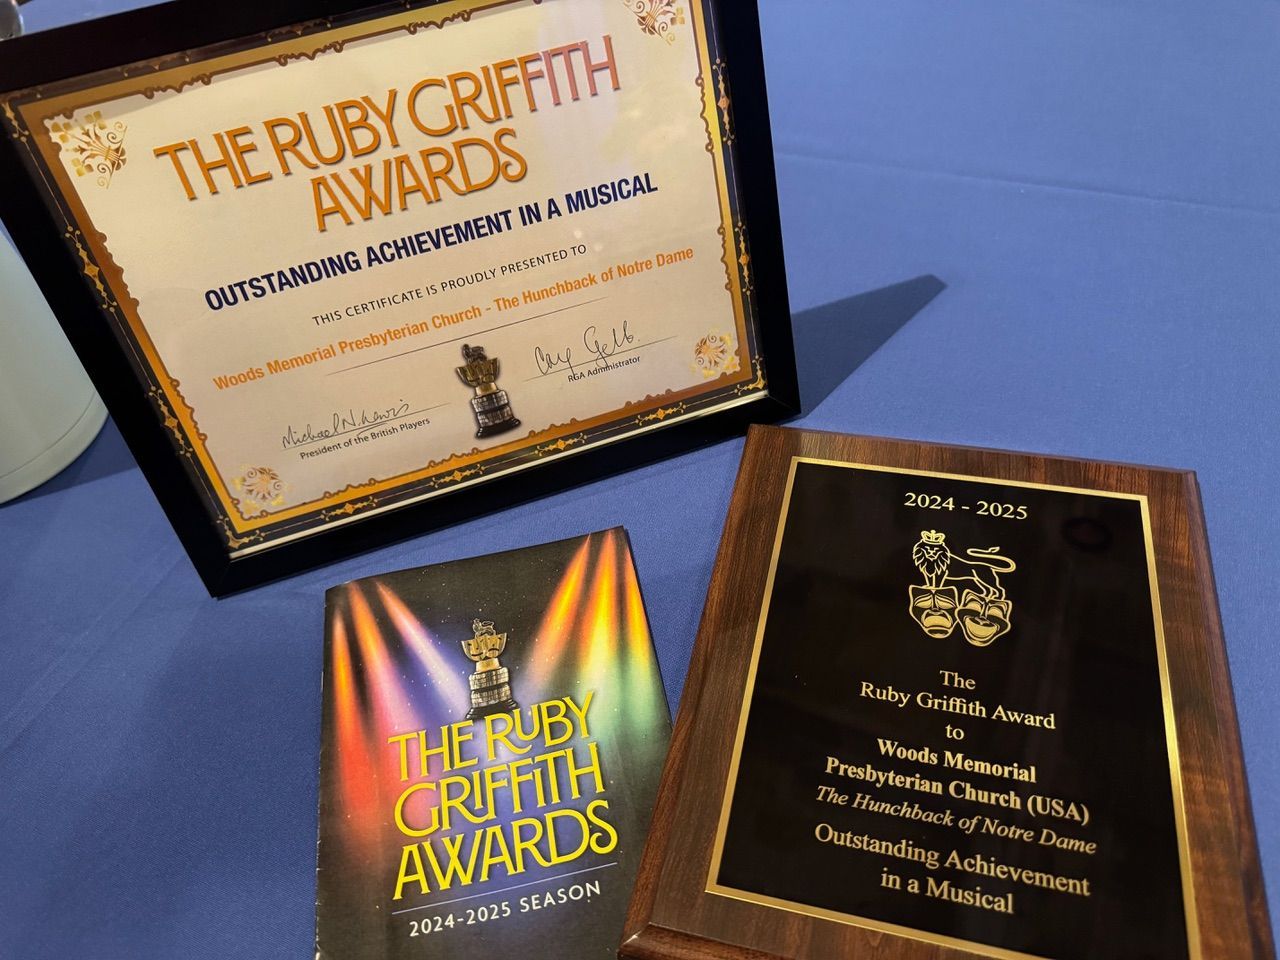 THE RUBY GRIFFITH
AWARDS
OUTSTANDING ACHIEVEMENT IN A MUSICAL
THIS CERTIFICATE IS PROUDLY PRESENTED TO
Woods Memorial Presbyterian Church - The Hunchback of Notre Dame
Michael N. Lewis
President of the British Players
RGA Administrator
THE RUBY
GRIFFITH
AWARDS
2024-2025 SEASON
2024 - 2025
The
Ruby Griffith Award
to
Woods Memorial
Presbyterian Church (USA)
The Hunchback of Notre Dame
Outstanding Achievement
in a Musical